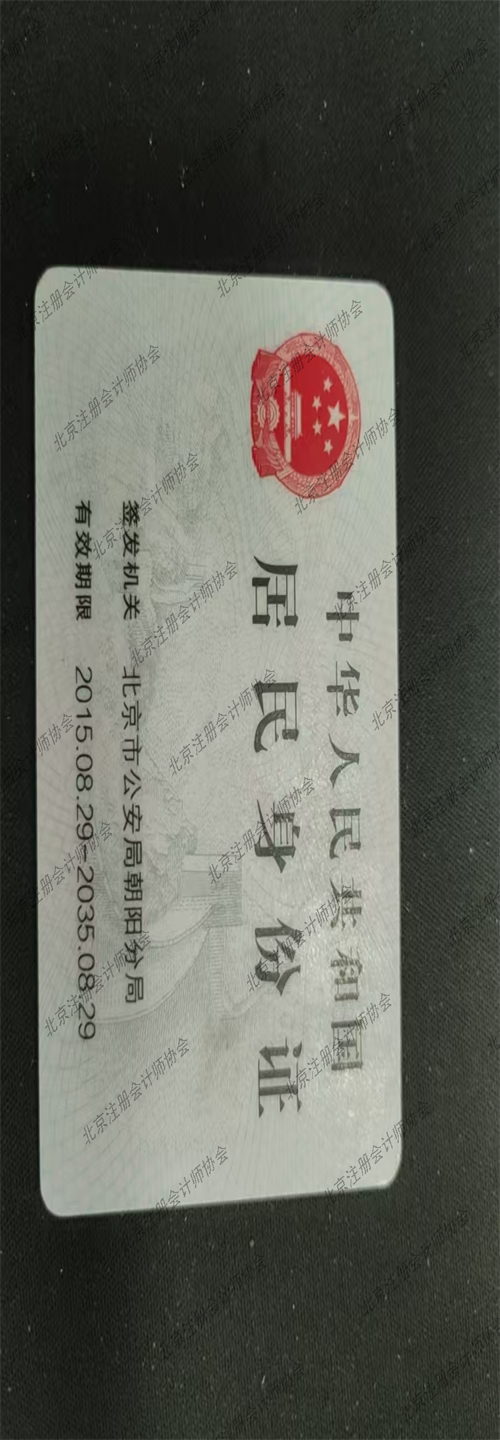 中华人民共和国
居民身份证
签发机关 北京市公安局朝阳分局
有效期限 2015.08.29-2035.08.29
北京注册会计师协会